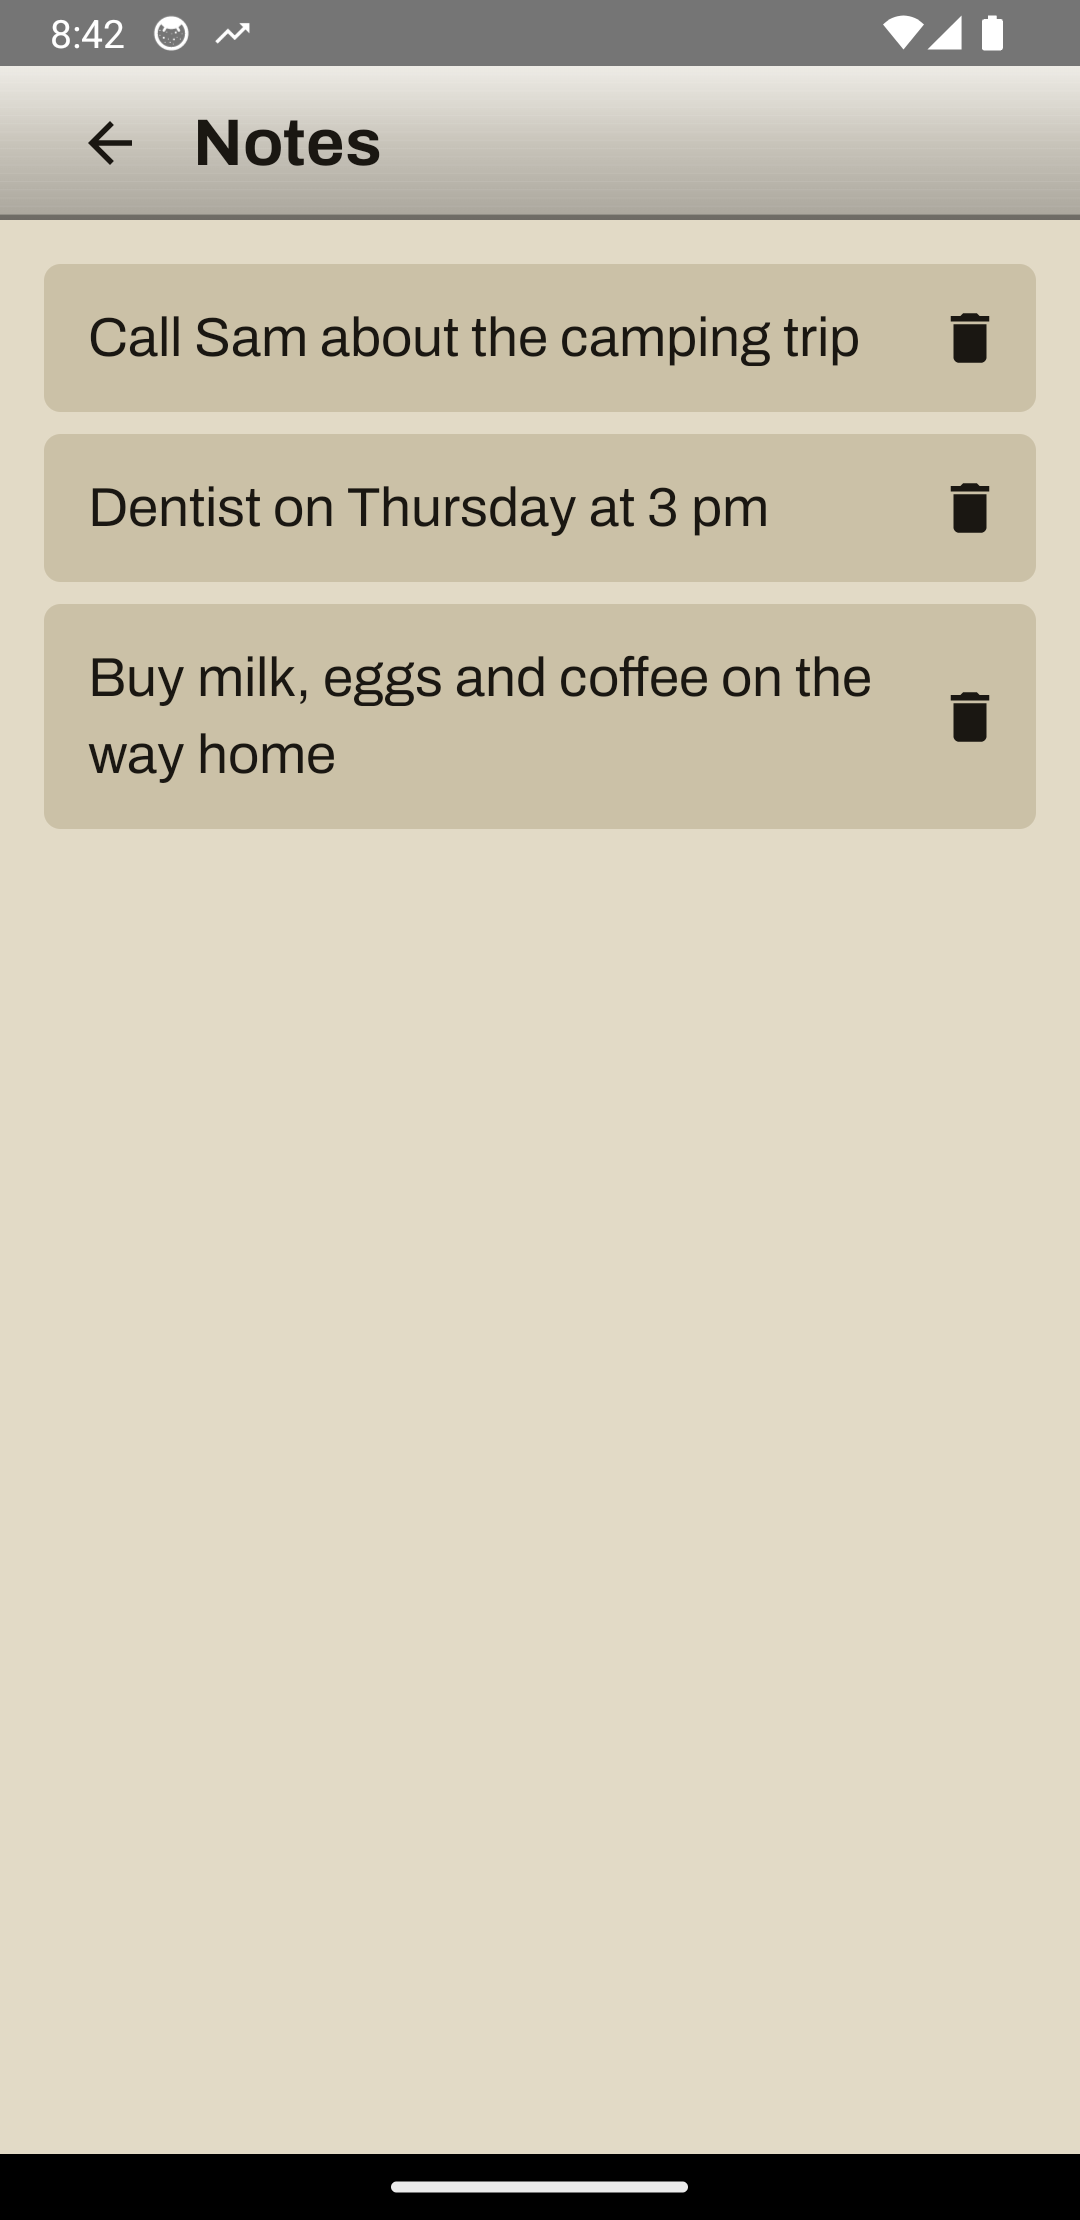 8:42
Notes
Call Sam about the camping trip
Dentist on Thursday at 3 pm
Buy milk, eggs and coffee on the
way home